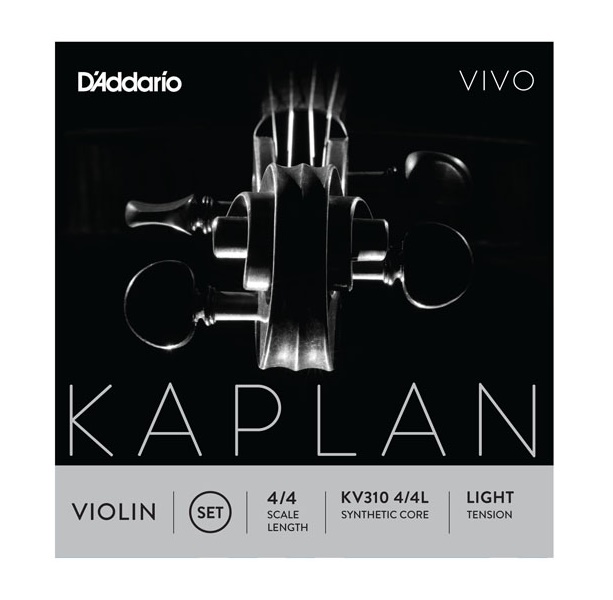 D'Addario
VIVO
KAPLAN
VIOLIN
SET
4/4
SCALE
LENGTH
KV310 4/4L
SYNTHETIC CORE
LIGHT
TENSION